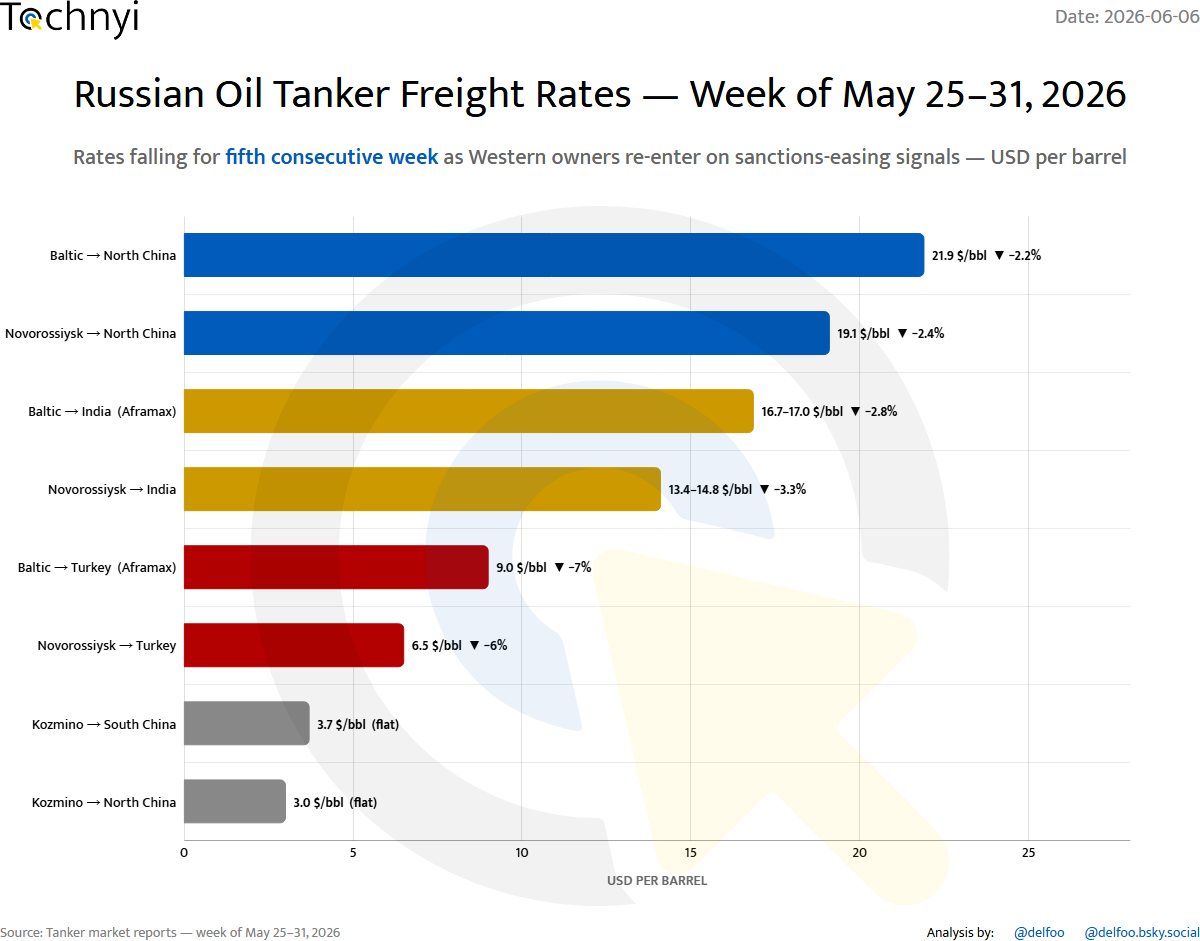 Tochnyi
Date: 2026-06-06
Russian Oil Tanker Freight Rates — Week of May 25–31, 2026
Rates falling for fifth consecutive week as Western owners re-enter on sanctions-easing signals — USD per barrel
Baltic → North China
21.9 $/bbl ▼ −2.2%
Novorossiysk → North China
19.1 $/bbl ▼ −2.4%
Baltic → India (Aframax)
16.7–17.0 $/bbl ▼ −2.8%
Novorossiysk → India
13.4–14.8 $/bbl ▼ −3.3%
Baltic → Turkey (Aframax)
9.0 $/bbl ▼ −7%
Novorossiysk → Turkey
6.5 $/bbl ▼ −6%
Kozmino → South China
3.7 $/bbl (flat)
Kozmino → North China
3.0 $/bbl (flat)
0 5 10 15 20 25
USD PER BARREL
Source: Tanker market reports — week of May 25–31, 2026
Analysis by: @delfoo @delfoo.bsky.social